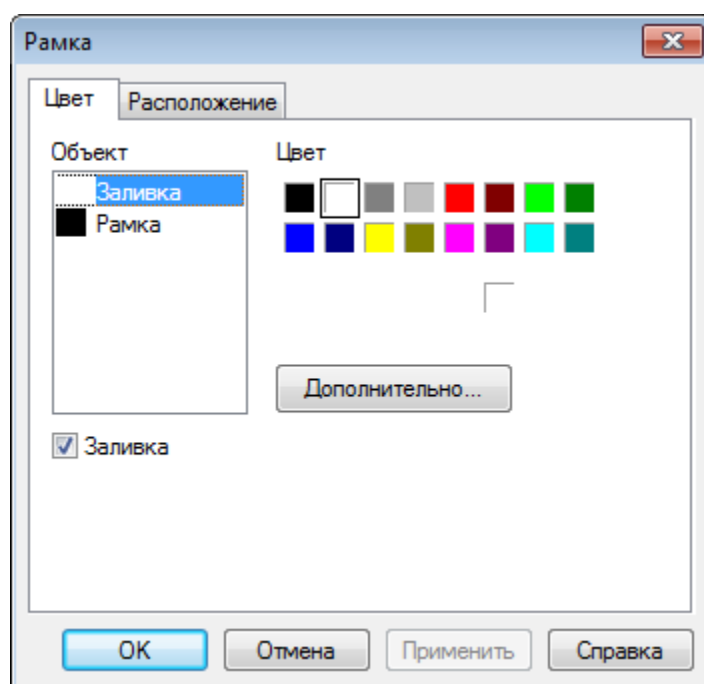 Рамка
Цвет Расположение
Объект Цвет
Заливка
Рамка
Дополнительно...
Заливка
OK Отмена Применить Справка